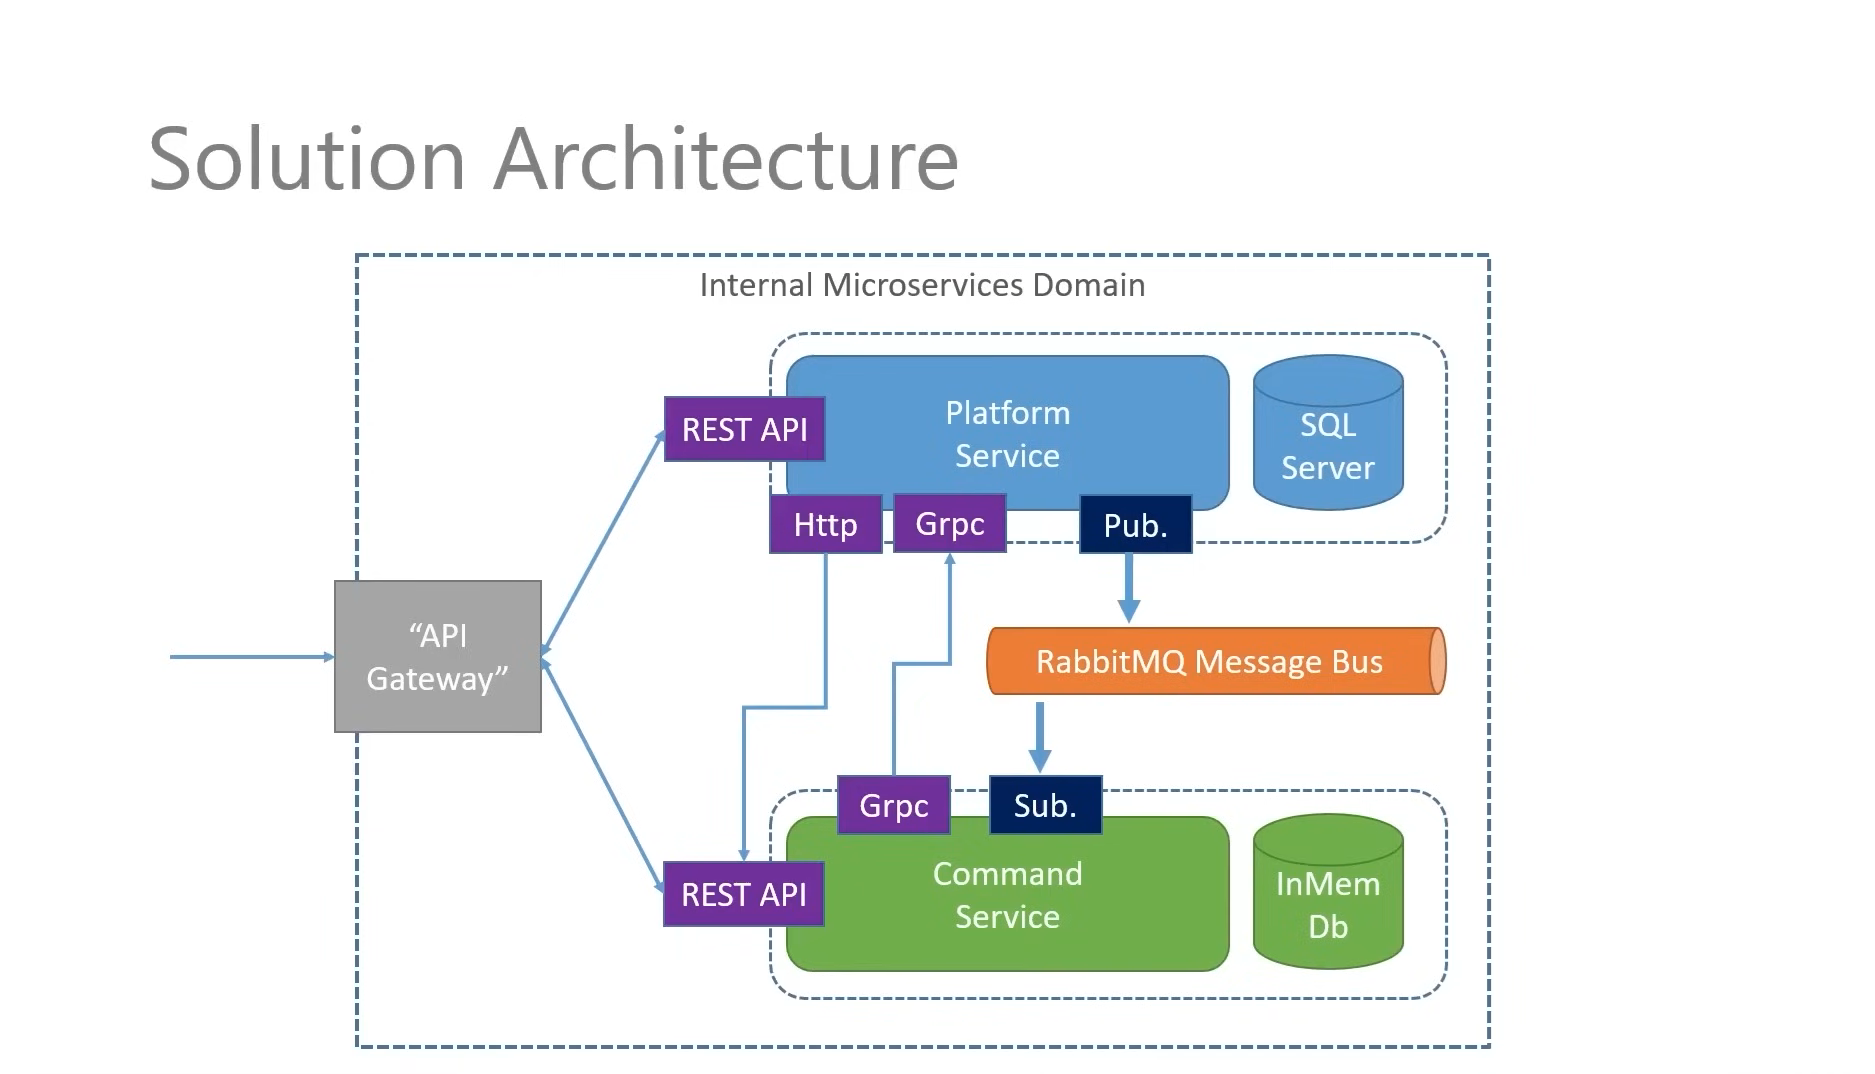 Solution Architecture
Internal Microservices Domain
REST API
Platform
Service
SQL
Server
Http
Grpc
Pub.
“API
Gateway”
RabbitMQ Message Bus
Grpc
Sub.
REST API
Command
Service
InMem
Db